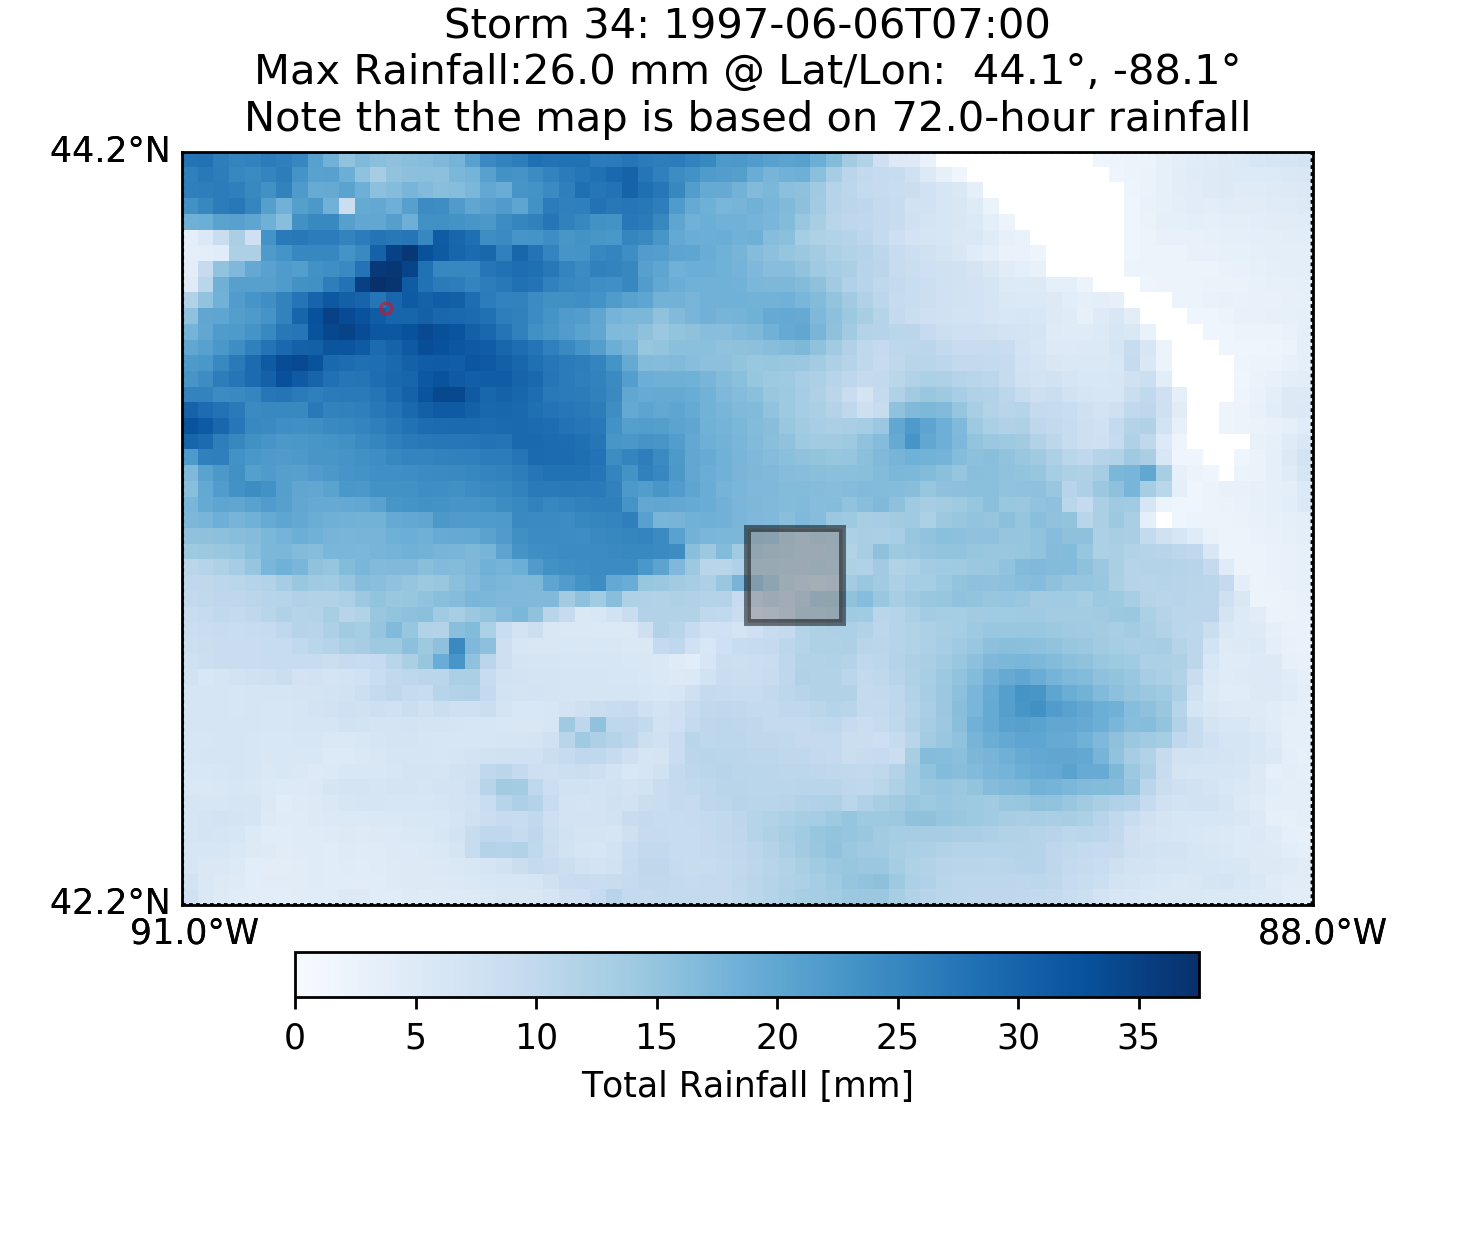 Storm 34: 1997-06-06T07:00
Max Rainfall:26.0 mm @ Lat/Lon:  44.1°, -88.1°
Note that the map is based on 72.0-hour rainfall
44.2°N
42.2°N
91.0°W 88.0°W
0 5 10 15 20 25 30 35
Total Rainfall [mm]